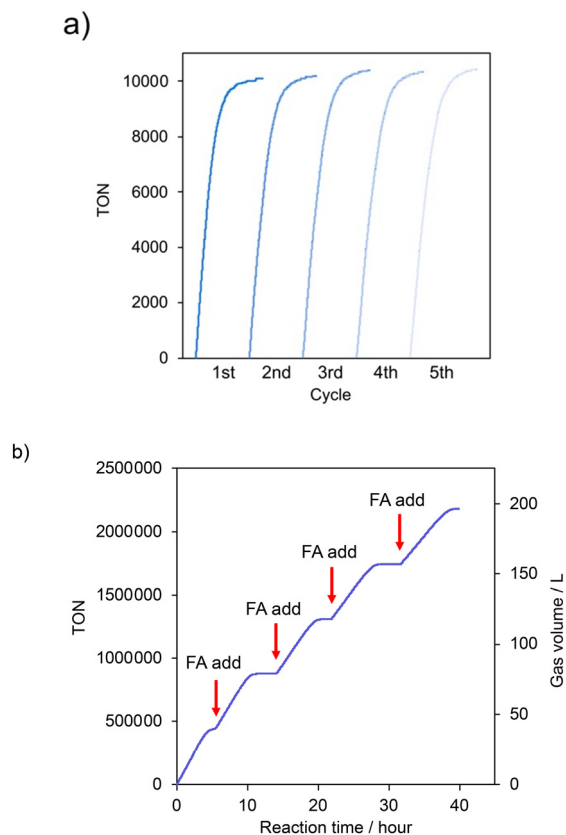 a)
10000
8000
6000
4000
2000
0
TON
1st 2nd 3rd 4th 5th
Cycle
b)
2500000
2000000
1500000
1000000
500000
0
TON
FA add
FA add
FA add
FA add
200
150
100
50
0
Gas volume / L
0 10 20 30 40
Reaction time / hour